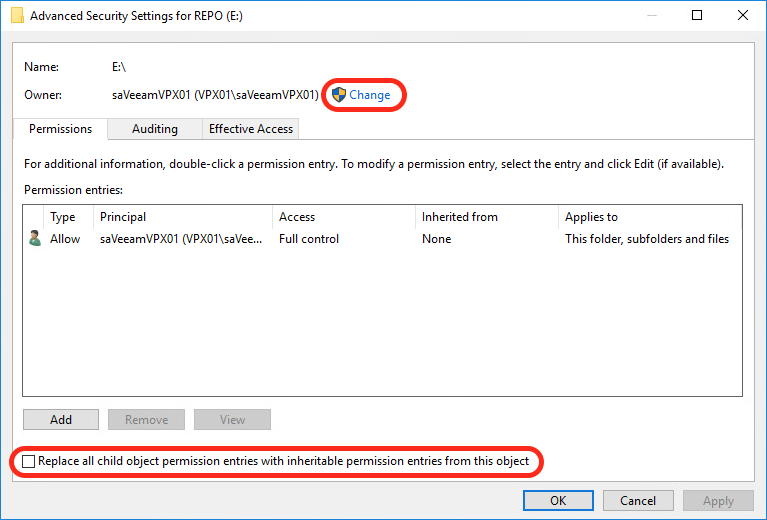 Advanced Security Settings for REPO (E:)
Name: E:\
Owner: saVeeamVPX01 (VPX01\saVeeamVPX01) Change
Permissions Auditing Effective Access
For additional information, double-click a permission entry. To modify a permission entry, select the entry and click Edit (if available).
Permission entries:
Type Principal Access Inherited from Applies to
Allow saVeeamVPX01 (VPX01\saVee... Full control None This folder, subfolders and files
Add Remove View
Replace all child object permission entries with inheritable permission entries from this object
OK Cancel Apply